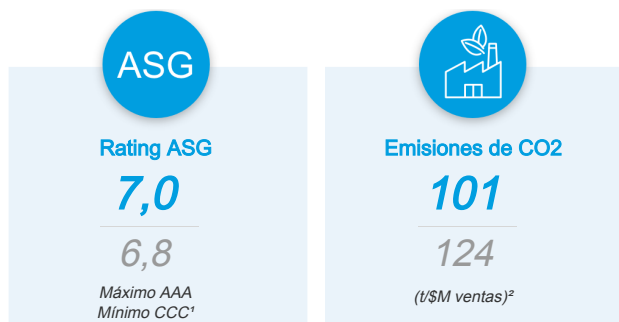 ASG
Rating ASG
7,0
6,8
Máximo AAA
Mínimo CCC¹
Emisiones de CO2
101
124
(t/$M ventas)²